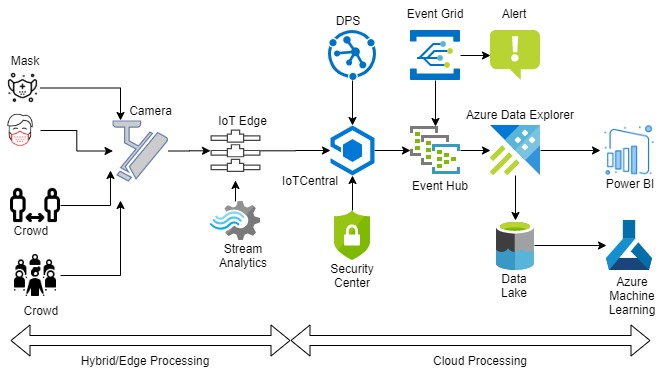 DPS
Event Grid
Alert
Mask
Camera
IoT Edge
Azure Data Explorer
IoTCentral
Event Hub
Power BI
Crowd
Stream
Analytics
Security
Center
Data
Lake
Azure
Machine
Learning
Crowd
Hybrid/Edge Processing
Cloud Processing